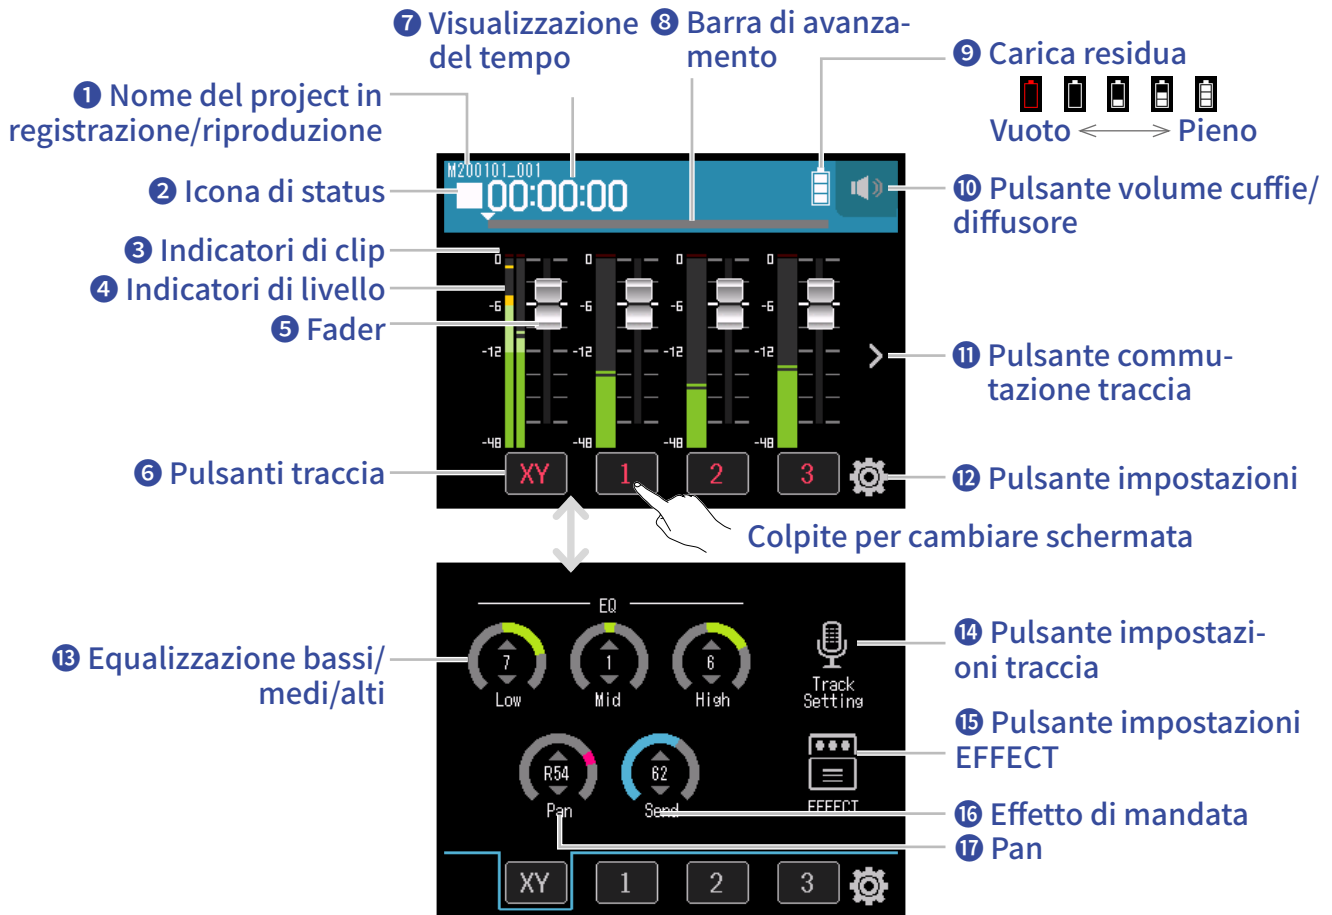 ❼ Visualizzazione
del tempo
❽ Barra di avanza-
mento
❾ Carica residua
Vuoto
Pieno
❶ Nome del project in
registrazione/riproduzione
❷ Icona di status
❸ Indicatori di clip
❹ Indicatori di livello
❺ Fader
❻ Pulsanti traccia
M200101_001
00:00:00
0
0
0
0
-6
-6
-6
-6
-12
-12
-12
-12
-48
-48
-48
-48
XY
1
2
3
❿ Pulsante volume cuffie/
diffusore
⓫ Pulsante commu-
tazione traccia
⓬ Pulsante impostazioni
Colpite per cambiare schermata
⓭ Equalizzazione bassi/
medi/alti
EQ
7
1
6
Low
Mid
High
Track
Setting
R54
62
Pan
Send
EFFECT
XY
1
2
3
⓮ Pulsante impostazi-
oni traccia
⓯ Pulsante impostazioni
EFFECT
⓰ Effetto di mandata
⓱ Pan